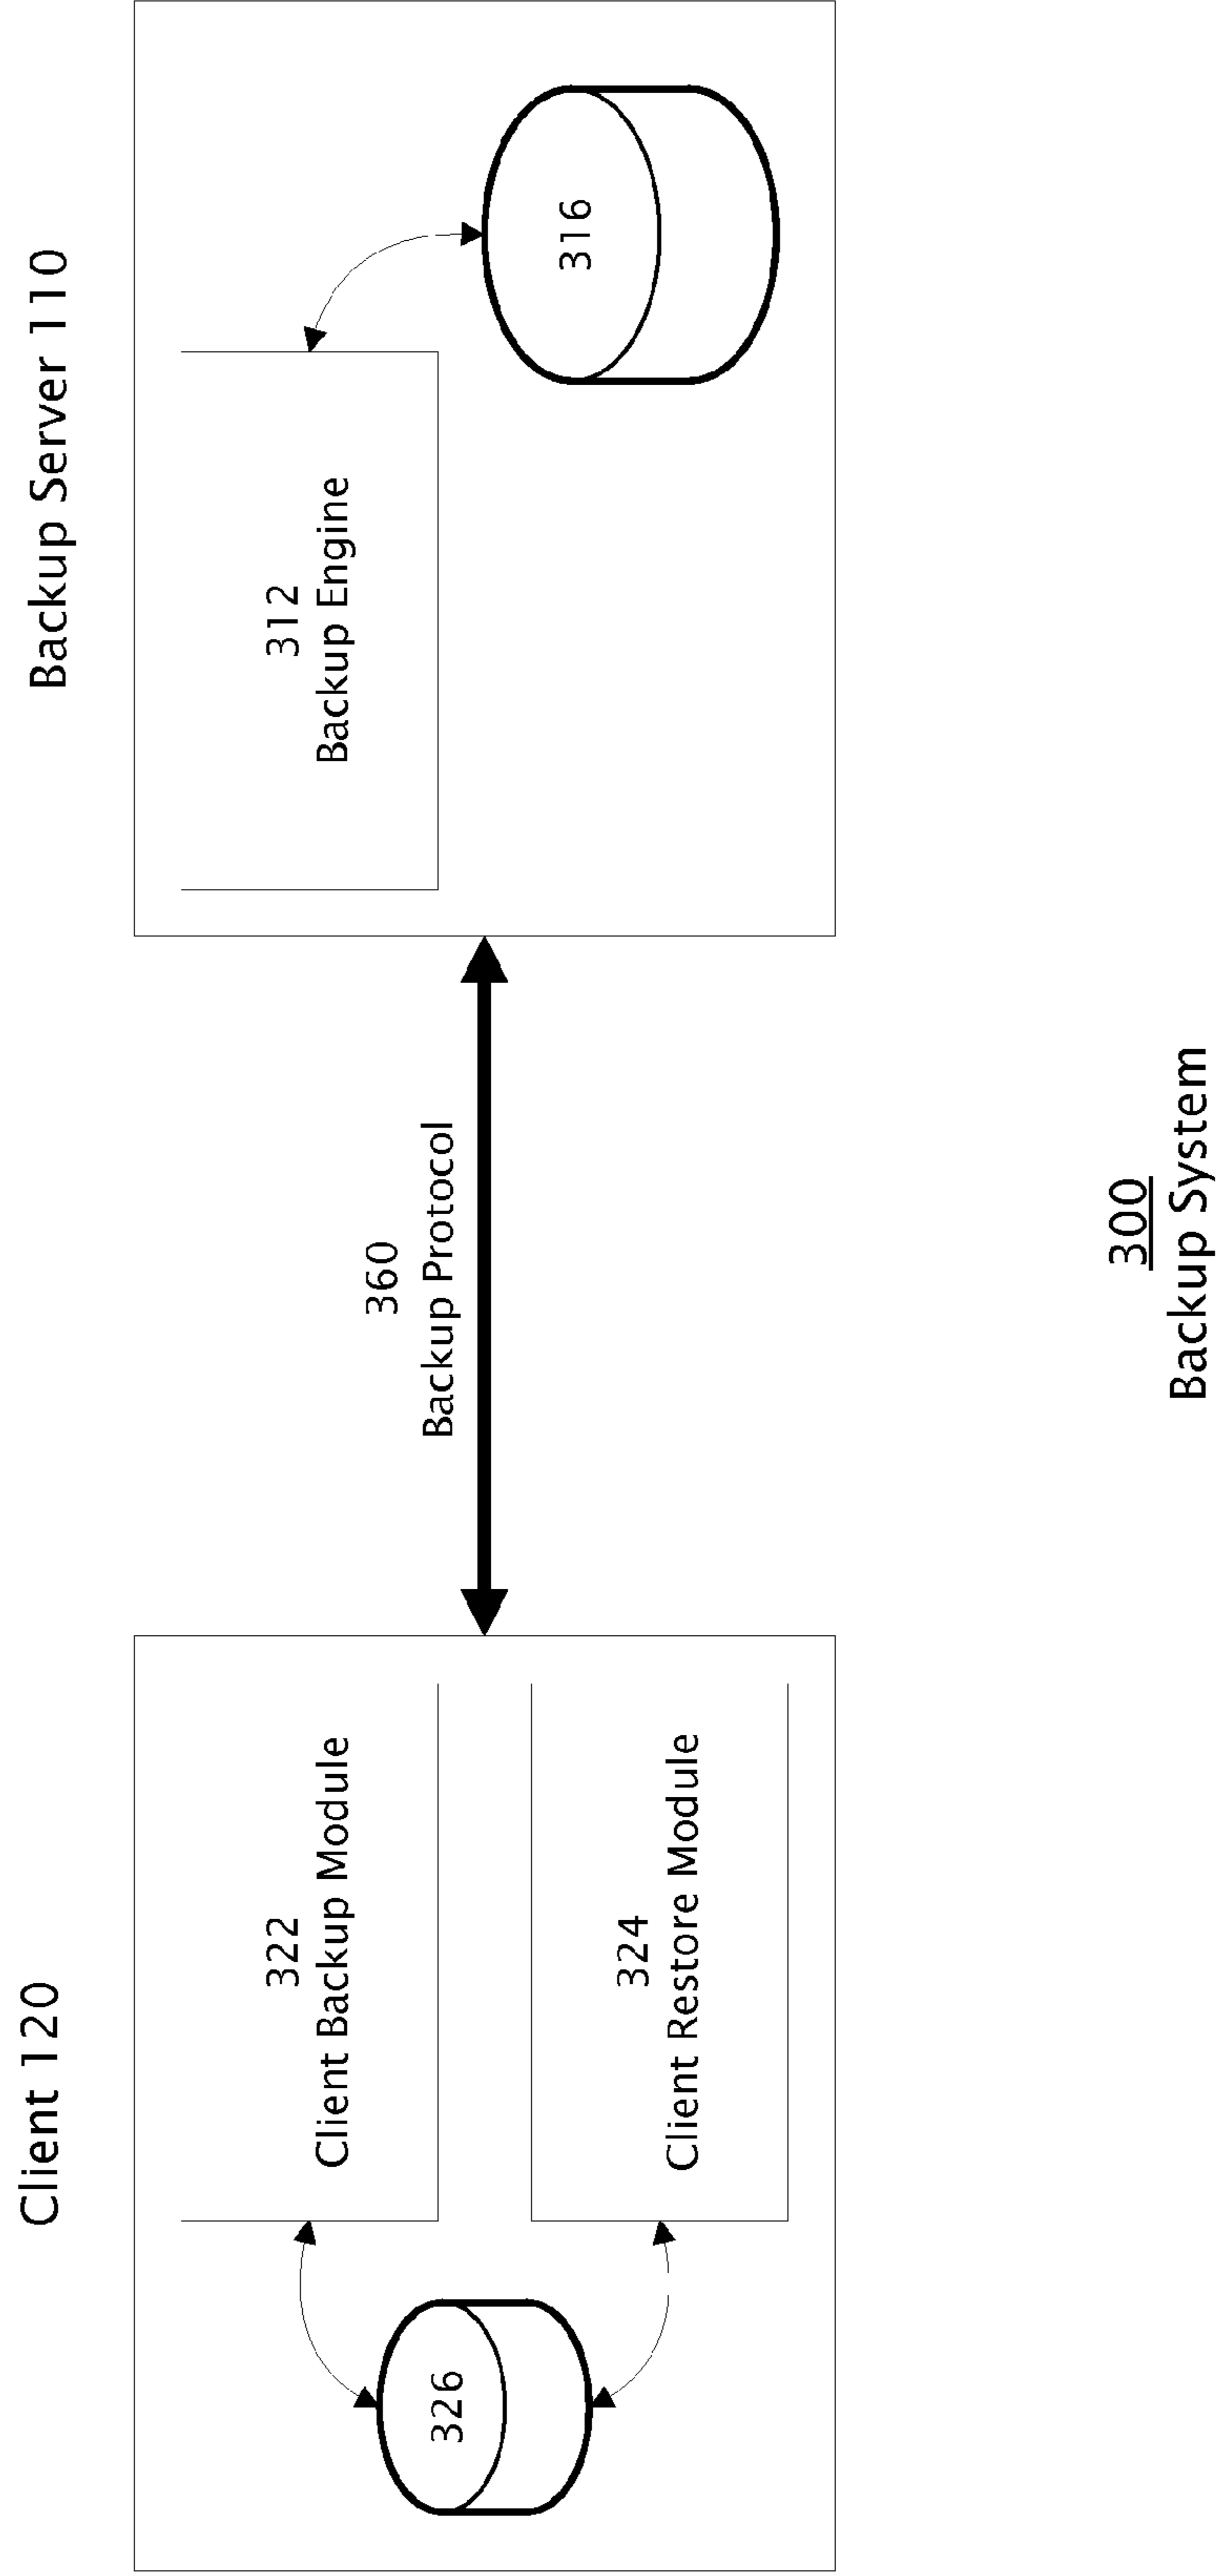 Client 120
Backup Server 110
322
Client Backup Module
360
Backup Protocol
312
Backup Engine
326
324
Client Restore Module
316
300
Backup System